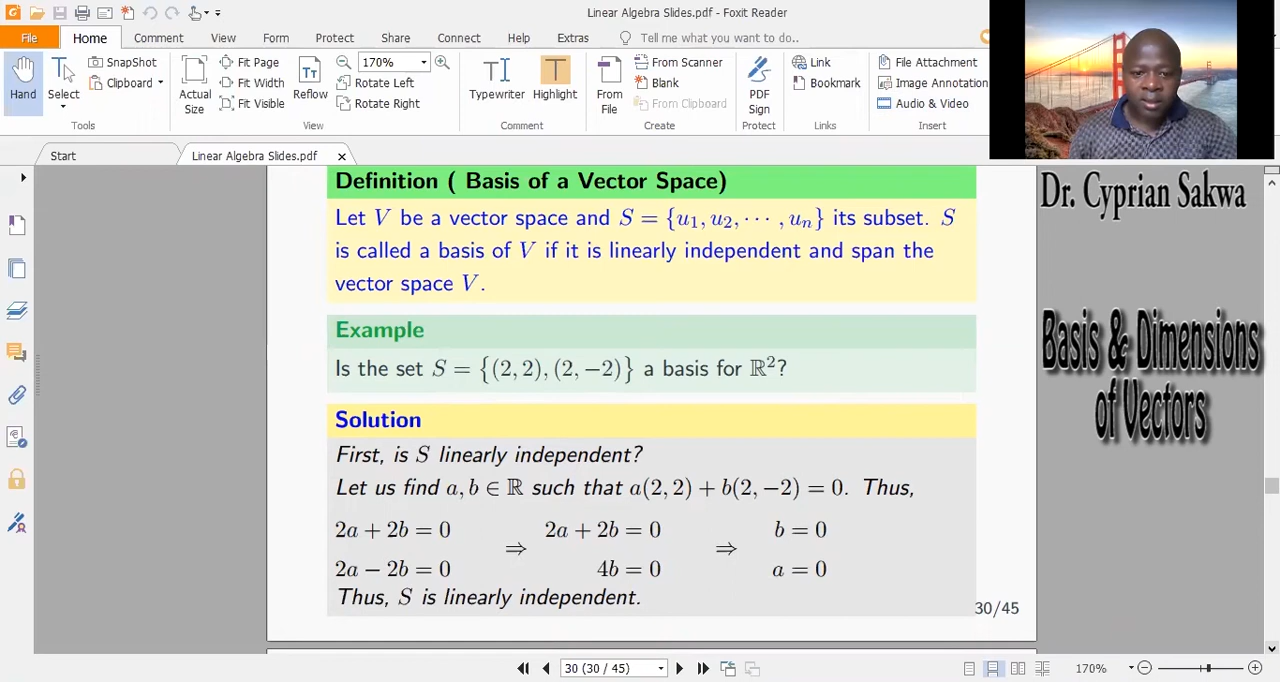 Linear Algebra Slides.pdf - Foxit Reader
File Home Comment View Form Protect Share Connect Help Extras Tell me what you want to do..
Hand Select SnapShot Clipboard Actual Size Fit Page Fit Width Fit Visible Reflow 170% Rotate Left Rotate Right Typewriter Highlight From File From Scanner Blank From Clipboard PDF Sign Link Bookmark File Attachment Image Annotation Audio & Video
Tools View Comment Create Protect Links Insert
Start Linear Algebra Slides.pdf
Definition ( Basis of a Vector Space)
Let V be a vector space and S = {u₁, u₂, ⋯ , uₙ} its subset. S
is called a basis of V if it is linearly independent and span the
vector space V.
Example
Is the set S = {(2, 2), (2, −2)} a basis for ℝ²?
Solution
First, is S linearly independent?
Let us find a, b ∈ ℝ such that a(2, 2) + b(2, −2) = 0. Thus,
2a + 2b = 0 2a + 2b = 0 b = 0
⇒ ⇒
2a − 2b = 0 4b = 0 a = 0
Thus, S is linearly independent.
30/45
Dr. Cyprian Sakwa
Basis & Dimensions
of Vectors
30 (30 / 45) 170%